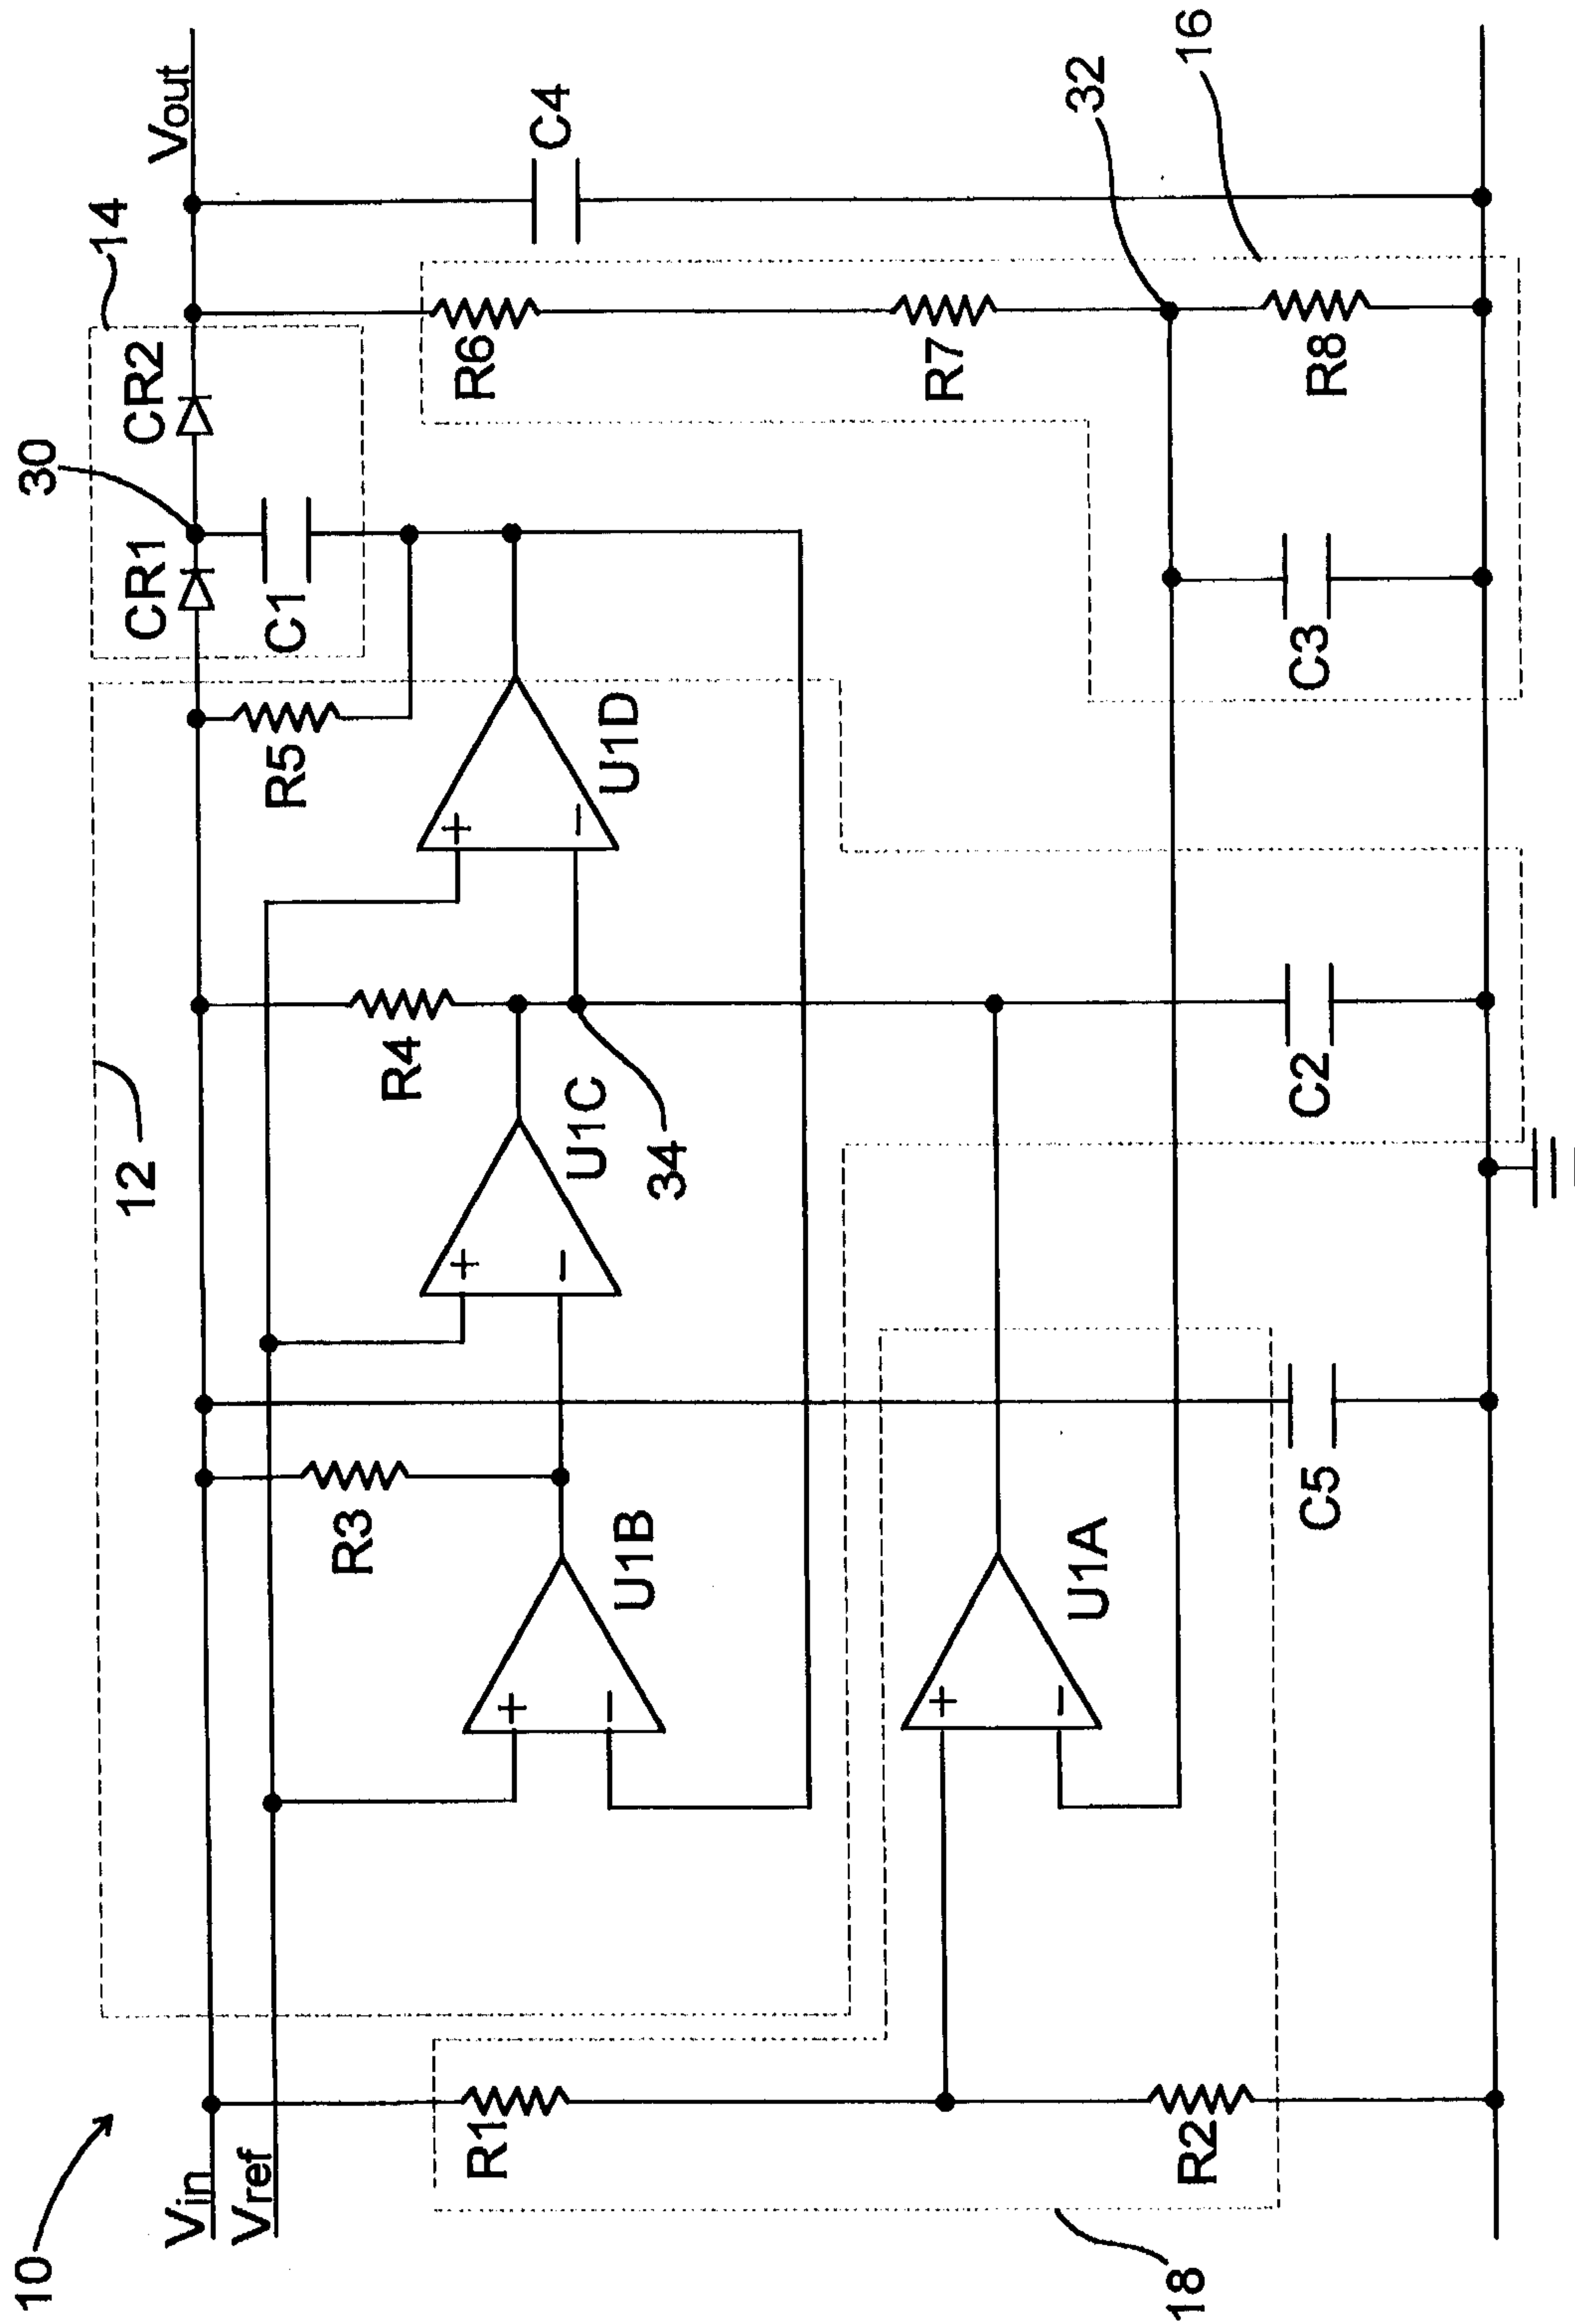 10
Vin
Vref
12
14
30
CR1
CR2
Vout
C1
C4
R5
R4
R3
R1
R6
+
−
U1B
+
−
U1C
34
+
−
U1D
R7
32
16
+
−
U1A
R2
R8
C5
C2
C3
18